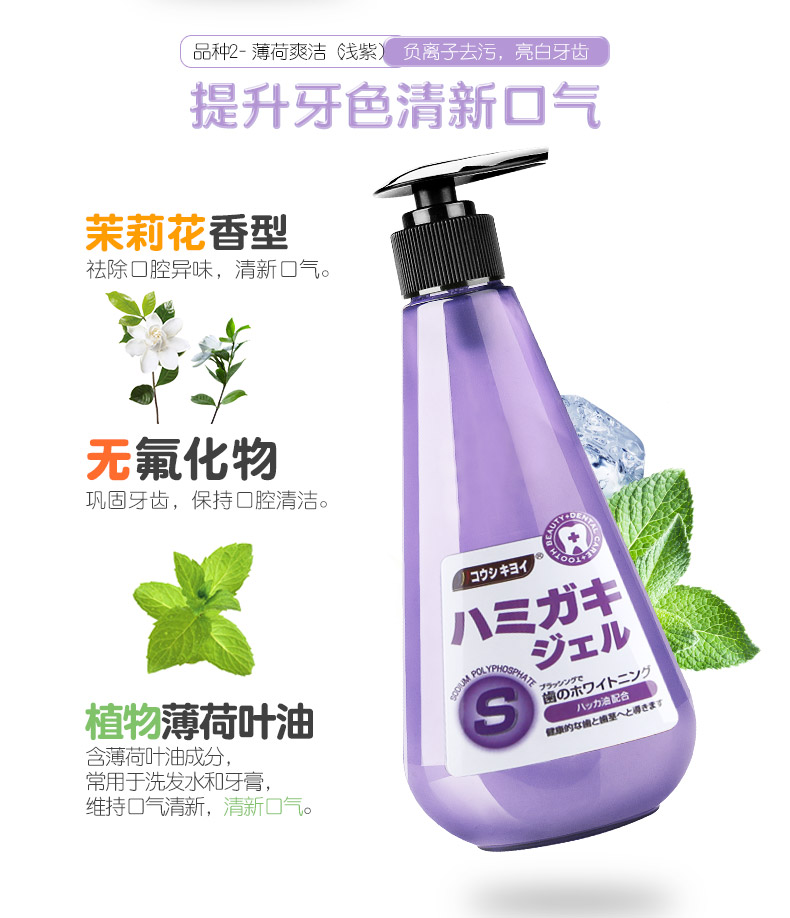 品种2- 薄荷爽洁（浅紫） 负离子去污，亮白牙齿
提升牙色清新口气
茉莉花香型
祛除口腔异味，清新口气。
无氟化物
巩固牙齿，保持口腔清洁。
植物薄荷叶油
含薄荷叶油成分，
常用于洗发水和牙膏，
维持口气清新，清新口气。
BEAUTY+DENTAL CARE+TOOTH
コウシキヨイ®
ハミガキ
ジェル
SODIUM POLYPHOSPHATE
S
ブラッシングで
歯のホワイトニング
ハッカ油配合
健康的な歯と歯茎へと導きます